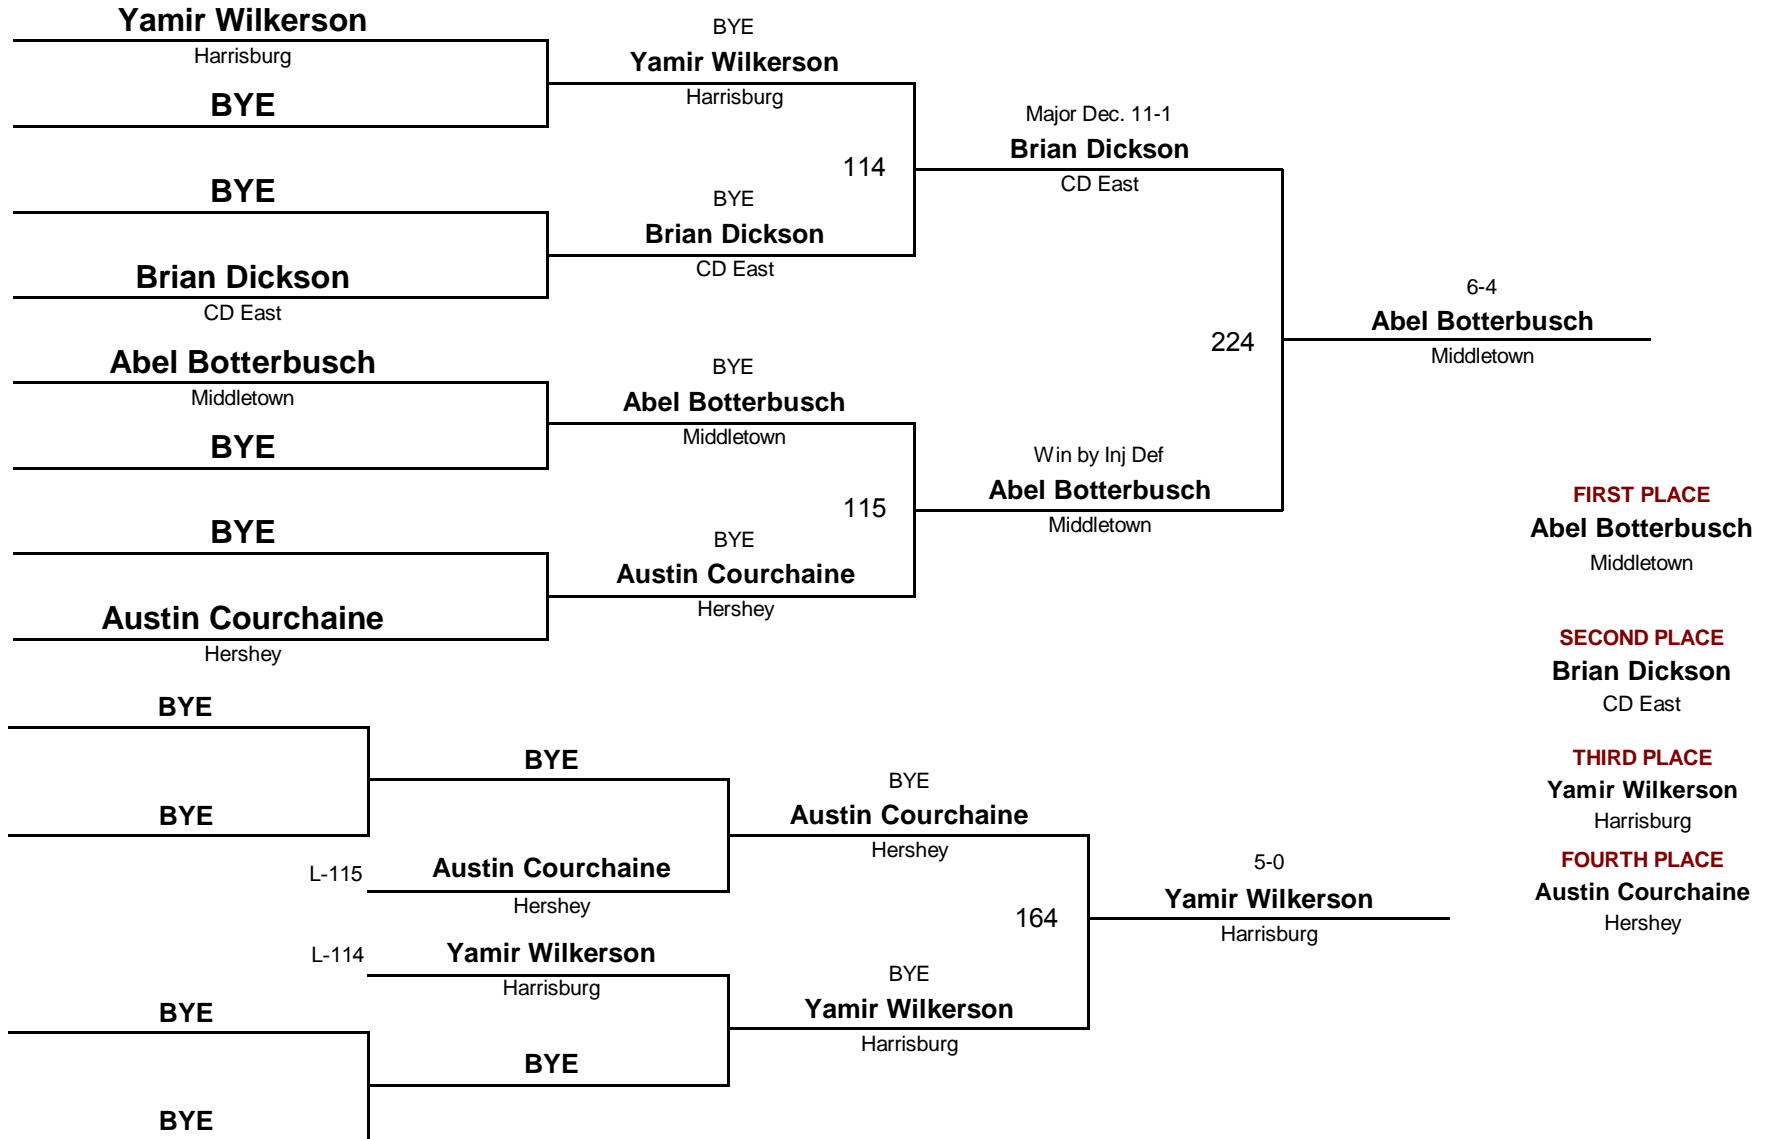 Yamir Wilkerson
Harrisburg
BYE
BYE
Brian Dickson
CD East
Abel Botterbusch
Middletown
BYE
BYE
Austin Courchaine
Hershey
BYE
Yamir Wilkerson
Harrisburg
114
BYE
Brian Dickson
CD East
BYE
Abel Botterbusch
Middletown
115
BYE
Austin Courchaine
Hershey
Major Dec. 11-1
Brian Dickson
CD East
224
Win by Inj Def
Abel Botterbusch
Middletown
6-4
Abel Botterbusch
Middletown
FIRST PLACE
Abel Botterbusch
Middletown
SECOND PLACE
Brian Dickson
CD East
THIRD PLACE
Yamir Wilkerson
Harrisburg
FOURTH PLACE
Austin Courchaine
Hershey
BYE
BYE
BYE
L-115
Austin Courchaine
Hershey
L-114
Yamir Wilkerson
Harrisburg
BYE
BYE
BYE
BYE
Austin Courchaine
Hershey
164
BYE
Yamir Wilkerson
Harrisburg
5-0
Yamir Wilkerson
Harrisburg